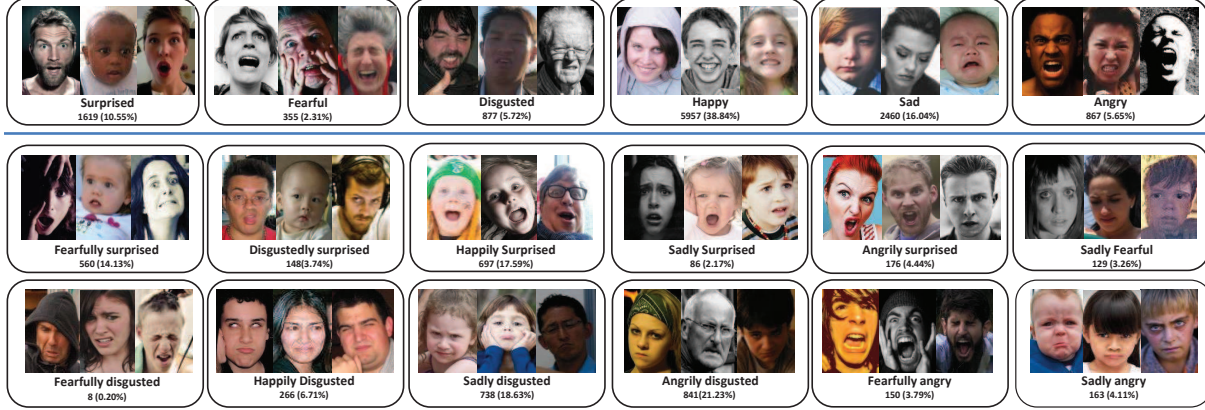 Surprised
1619 (10.55%)
Fearful
355 (2.31%)
Disgusted
877 (5.72%)
Happy
5957 (38.84%)
Sad
2460 (16.04%)
Angry
867 (5.65%)
Fearfully surprised
560 (14.13%)
Disgustedly surprised
148(3.74%)
Happily Surprised
697 (17.59%)
Sadly Surprised
86 (2.17%)
Angrily surprised
176 (4.44%)
Sadly Fearful
129 (3.26%)
Fearfully disgusted
8 (0.20%)
Happily Disgusted
266 (6.71%)
Sadly disgusted
738 (18.63%)
Angrily disgusted
841(21.23%)
Fearfully angry
150 (3.79%)
Sadly angry
163 (4.11%)